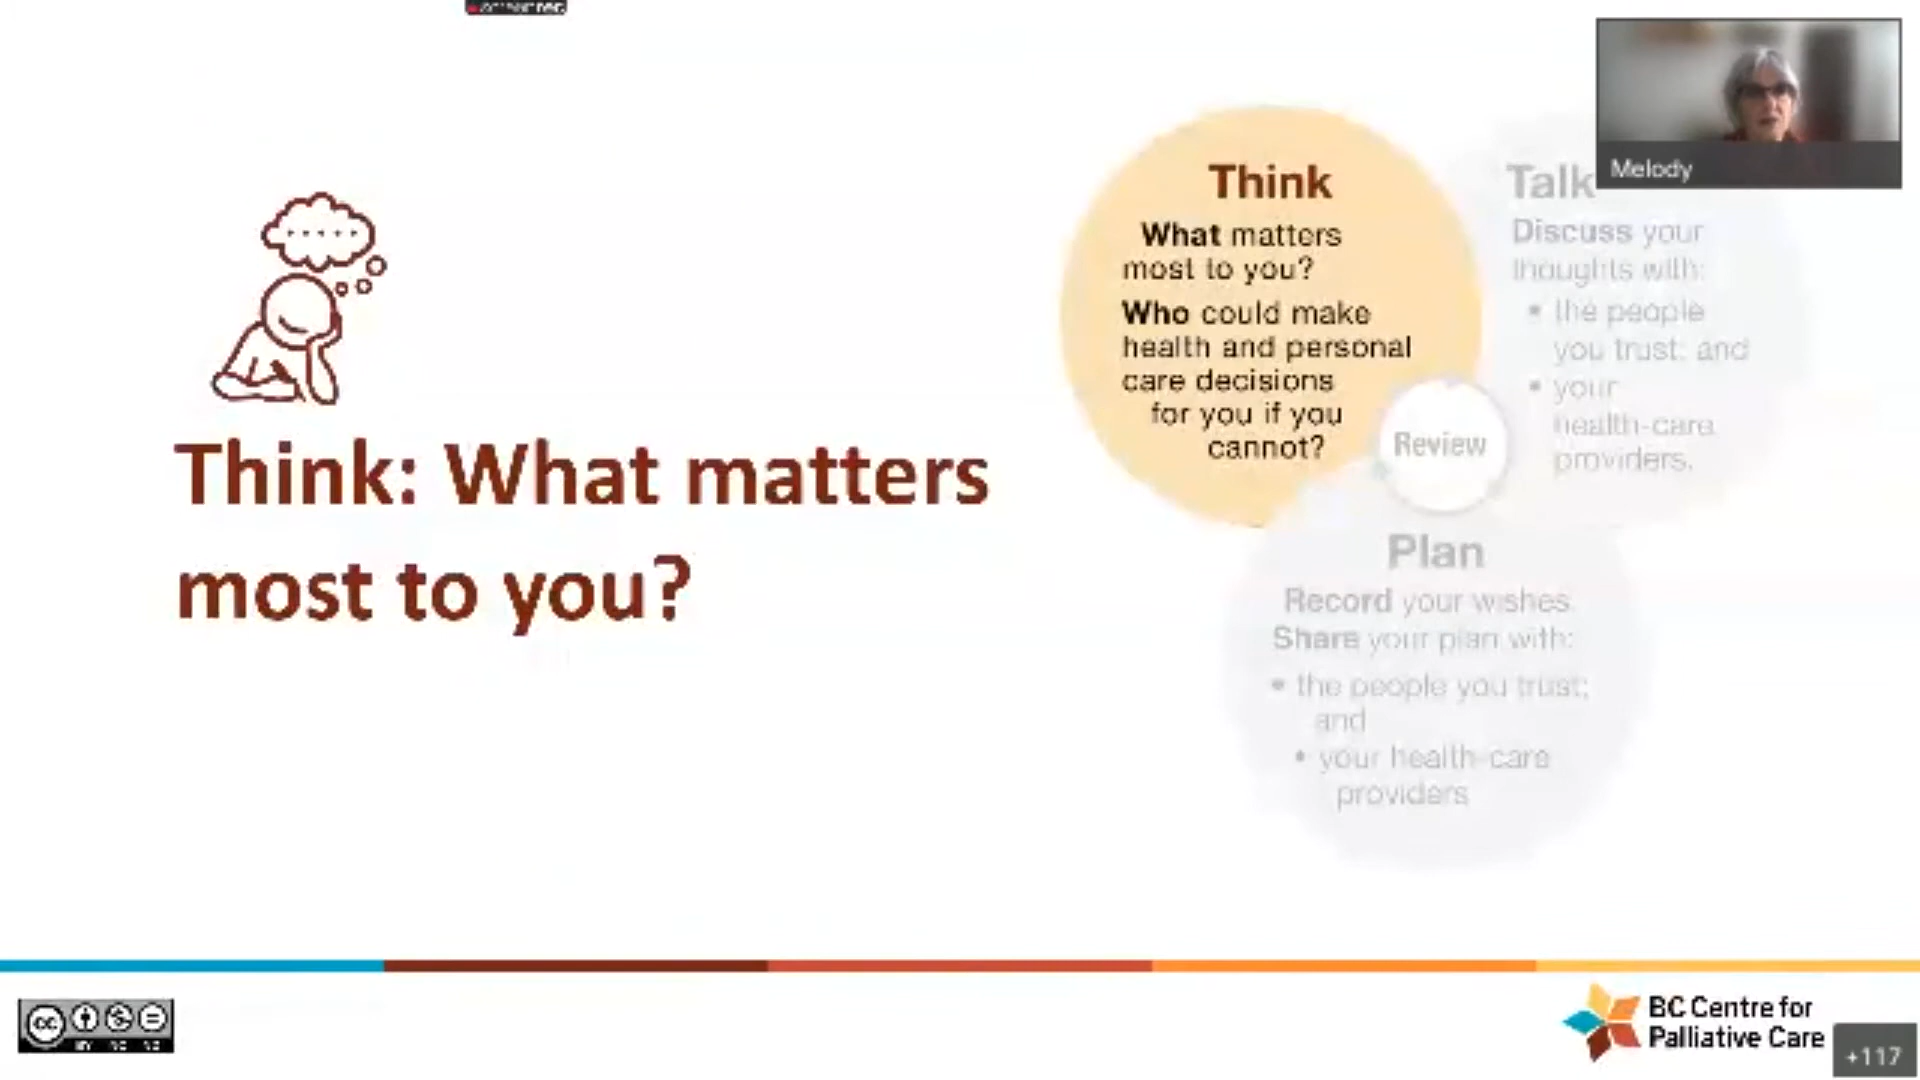 Think: What matters
most to you?
Think
What matters
most to you?
Who could make
health and personal
care decisions
for you if you
cannot?
Talk
Discuss your
thoughts with:
• the people
you trust; and
• your
health-care
providers.
Review
Plan
Record your wishes.
Share your plan with:
• the people you trust;
and
• your health-care
providers
Melody
CC
BC Centre for
Palliative Care
+117